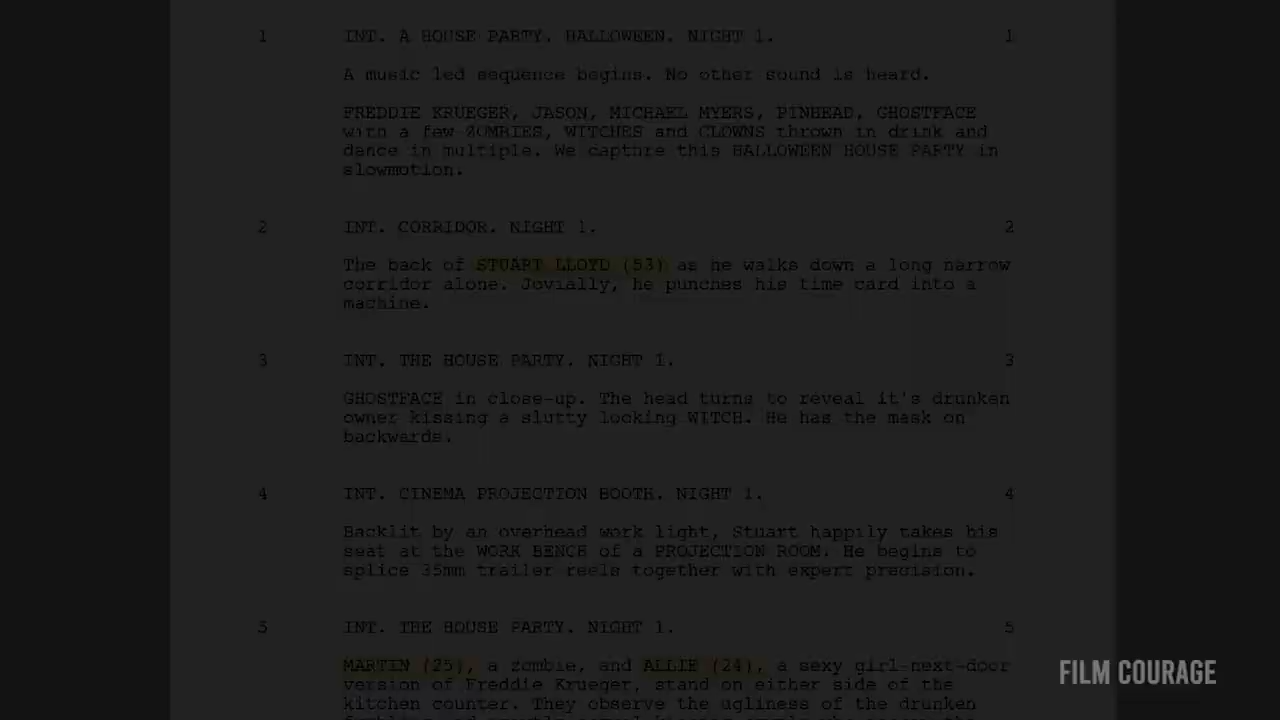 1 INT. A HOUSE PARTY. HALLOWEEN. NIGHT 1. 1
A music led sequence begins. No other sound is heard.
FREDDIE KRUEGER, JASON, MICHAEL MYERS, PINHEAD, GHOSTFACE
with a few ZOMBIES, WITCHES and CLOWNS thrown in drink and
dance in multiple. We capture this HALLOWEEN HOUSE PARTY in
slowmotion.
2 INT. CORRIDOR. NIGHT 1. 2
The back of STUART LLOYD (53) as he walks down a long narrow
corridor alone. Jovially, he punches his time card into a
machine.
3 INT. THE HOUSE PARTY. NIGHT 1. 3
GHOSTFACE in close-up. The head turns to reveal it's drunken
owner kissing a slutty looking WITCH. He has the mask on
backwards.
4 INT. CINEMA PROJECTION BOOTH. NIGHT 1. 4
Backlit by an overhead work light, Stuart happily takes his
seat at the WORK BENCH of a PROJECTION ROOM. He begins to
splice 35mm trailer reels together with expert precision.
5 INT. THE HOUSE PARTY. NIGHT 1. 5
MARTIN (25), a zombie, and ALLIE (24), a sexy girl-next-door
version of Freddie Krueger, stand on either side of the
kitchen counter. They observe the ugliness of the drunken
FILM COURAGE